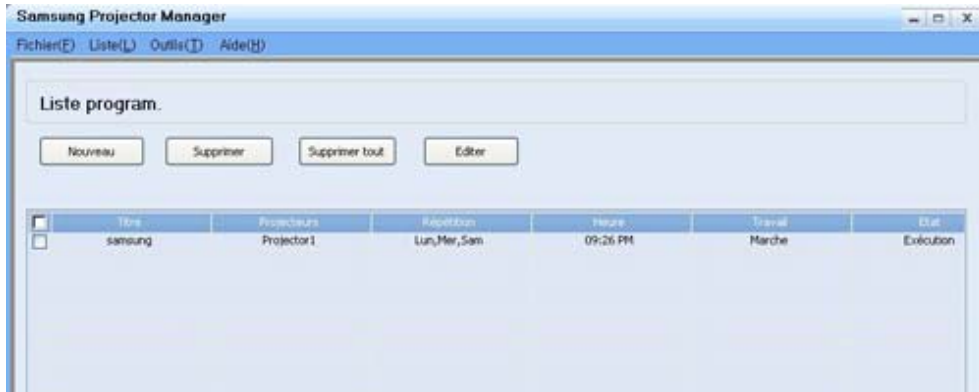 Samsung Projector Manager
Fichier(F) Liste(L) Outils(T) Aide(H)
Liste program.
Nouveau Supprimer Supprimer tout Editer
Titre Projecteurs Répétition Heure Travail Etat
samsung Projector1 Lun,Mer,Sam 09:26 PM Marche Exécution